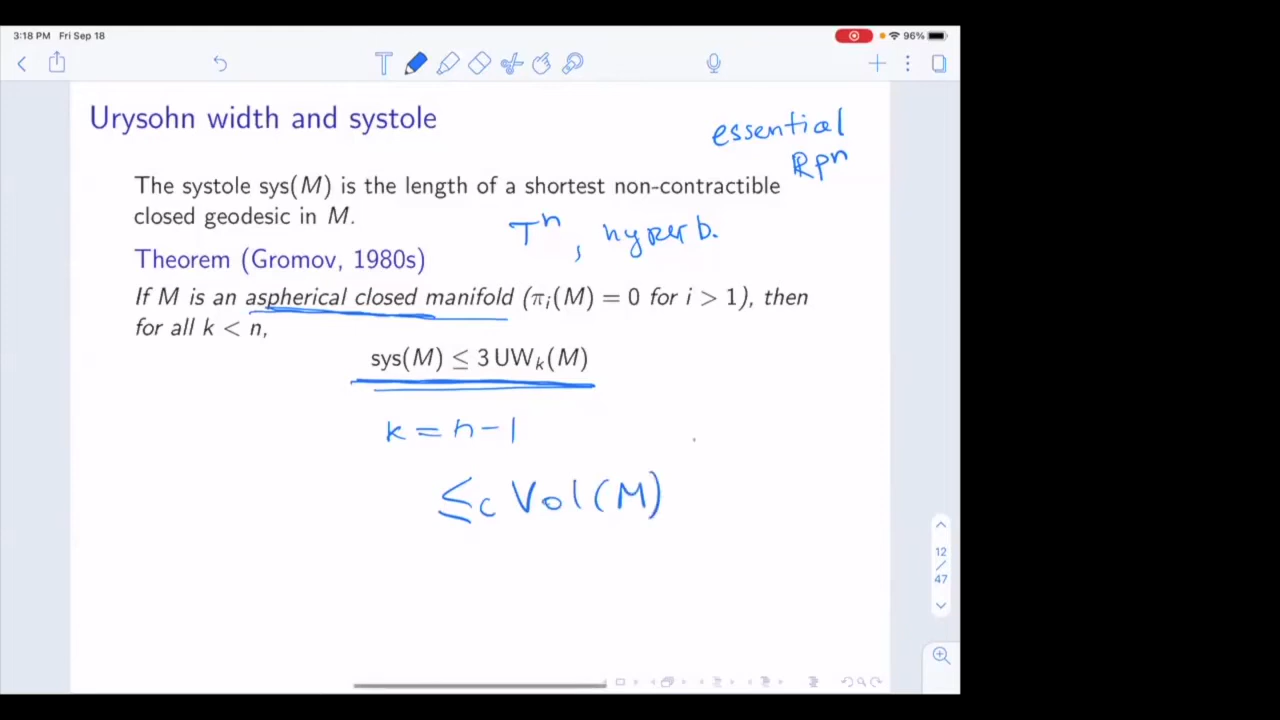 3:18 PM Fri Sep 18
96%
Urysohn width and systole
essential
RPn
The systole sys(M) is the length of a shortest non-contractible
closed geodesic in M.
Tⁿ, hyperb.
Theorem (Gromov, 1980s)
If M is an aspherical closed manifold (πᵢ(M) = 0 for i > 1), then
for all k < n,
sys(M) ≤ 3 UWₖ(M)
k = n - 1
≤ c Vol(M)
12
/
47